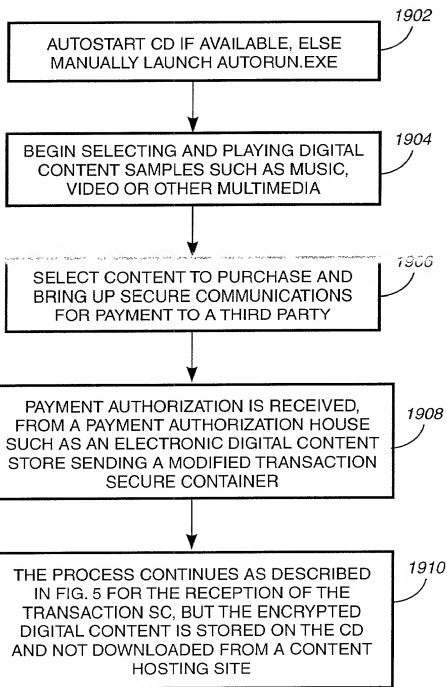 1902
AUTOSTART CD IF AVAILABLE, ELSE
MANUALLY LAUNCH AUTORUN.EXE
1904
BEGIN SELECTING AND PLAYING DIGITAL
CONTENT SAMPLES SUCH AS MUSIC,
VIDEO OR OTHER MULTIMEDIA
1906
SELECT CONTENT TO PURCHASE AND
BRING UP SECURE COMMUNICATIONS
FOR PAYMENT TO A THIRD PARTY
1908
PAYMENT AUTHORIZATION IS RECEIVED,
FROM A PAYMENT AUTHORIZATION HOUSE
SUCH AS AN ELECTRONIC DIGITAL CONTENT
STORE SENDING A MODIFIED TRANSACTION
SECURE CONTAINER
1910
THE PROCESS CONTINUES AS DESCRIBED
IN FIG. 5 FOR THE RECEPTION OF THE
TRANSACTION SC, BUT THE ENCRYPTED
DIGITAL CONTENT IS STORED ON THE CD
AND NOT DOWNLOADED FROM A CONTENT
HOSTING SITE